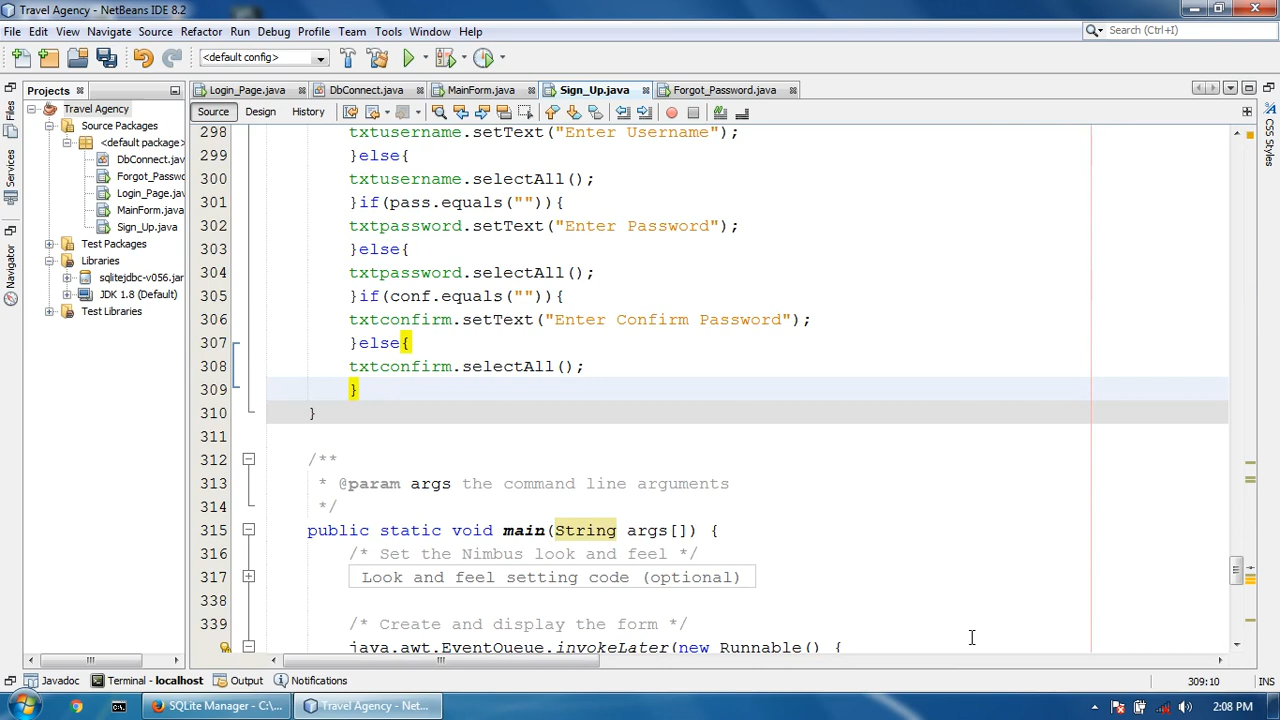 Travel Agency - NetBeans IDE 8.2
File Edit View Navigate Source Refactor Run Debug Profile Team Tools Window Help
Search (Ctrl+I)
<default config>
Projects
Login_Page.java DbConnect.java MainForm.java Sign_Up.java Forgot_Password.java
Source Design History
Files
Services
Navigator
CSS Styles
Travel Agency
Source Packages
<default package>
DbConnect.jav
Forgot_Passwo
Login_Page.jav
MainForm.java
Sign_Up.java
Test Packages
Libraries
sqlitejdbc-v056.jar
JDK 1.8 (Default)
Test Libraries
298 txtusername.setText("Enter Username");
299 }else{
300 txtusername.selectAll();
301 }if(pass.equals("")){
302 txtpassword.setText("Enter Password");
303 }else{
304 txtpassword.selectAll();
305 }if(conf.equals("")){
306 txtconfirm.setText("Enter Confirm Password");
307 }else{
308 txtconfirm.selectAll();
309 }
310 }
311
312 /**
313 * @param args the command line arguments
314 */
315 public static void main(String args[]) {
316 /* Set the Nimbus look and feel */
317 Look and feel setting code (optional)
338
339 /* Create and display the form */
java.awt.EventQueue.invokeLater(new Runnable() {
Javadoc Terminal - localhost Output Notifications
309:10 INS
SQLite Manager - C:\... Travel Agency - Net...
2:08 PM